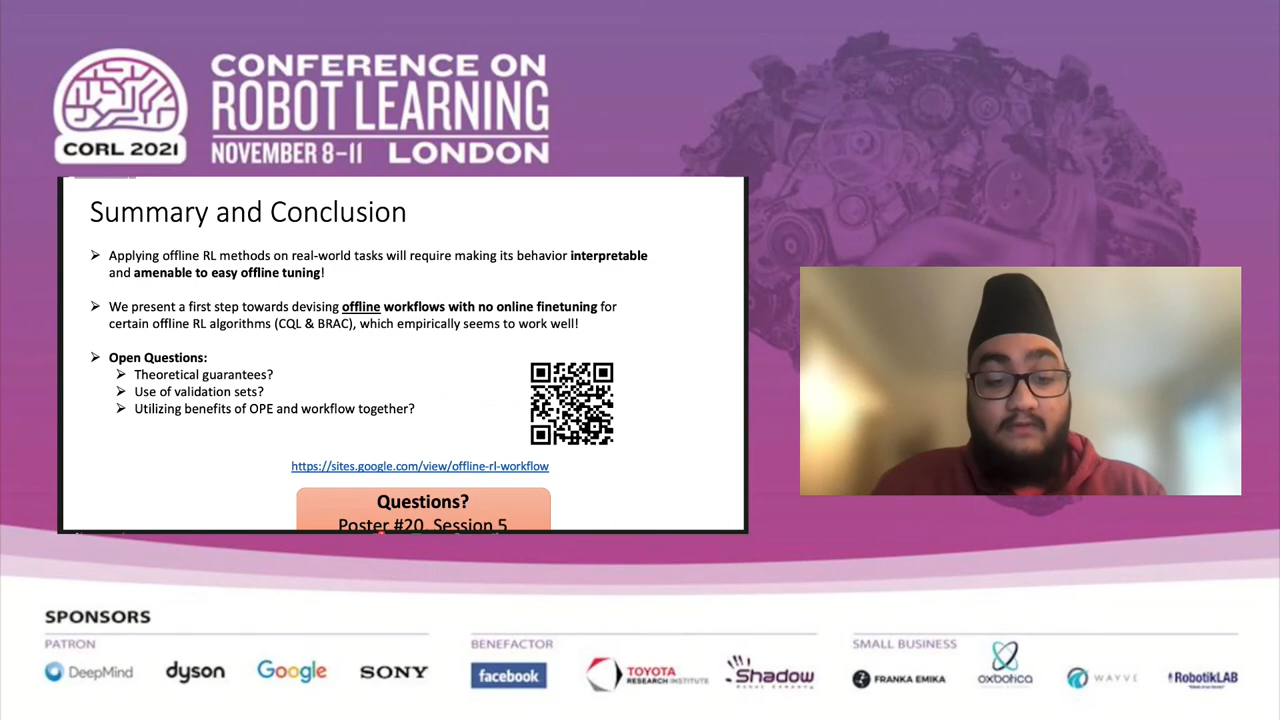 CONFERENCE ON
ROBOT LEARNING
NOVEMBER 8–11 LONDON
CORL 2021
Summary and Conclusion
Applying offline RL methods on real-world tasks will require making its behavior interpretable
and amenable to easy offline tuning!
We present a first step towards devising offline workflows with no online finetuning for
certain offline RL algorithms (CQL & BRAC), which empirically seems to work well!
Open Questions:
Theoretical guarantees?
Use of validation sets?
Utilizing benefits of OPE and workflow together?
https://sites.google.com/view/offline-rl-workflow
Questions?
Poster #20, Session 5
SPONSORS
PATRON
DeepMind dyson Google SONY
BENEFACTOR
facebook TOYOTA RESEARCH INSTITUTE Shadow Robot Company
SMALL BUSINESS
FRANKA EMIKA oxbotica WAYVE RobotikLAB